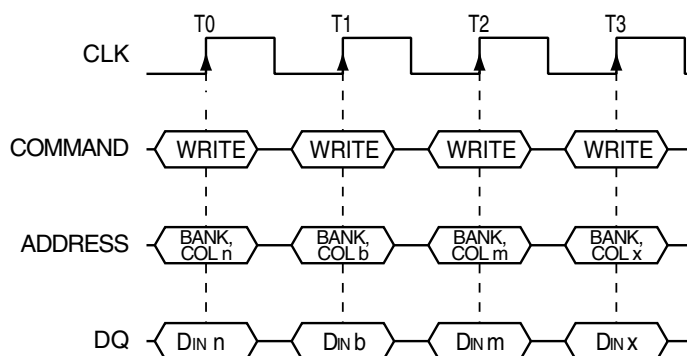 T0 T1 T2 T3
CLK
COMMAND WRITE WRITE WRITE WRITE
ADDRESS BANK, COL n BANK, COL b BANK, COL m BANK, COL x
DQ DIN n DIN b DIN m DIN x